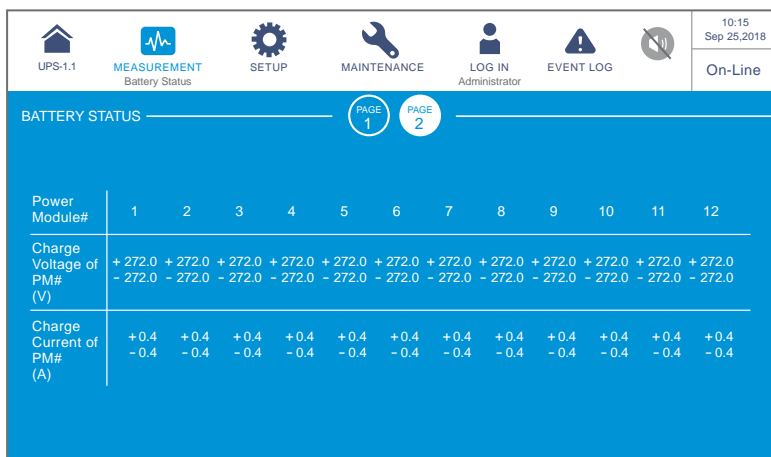 10:15
Sep 25,2018
UPS-1.1
MEASUREMENT
Battery Status
SETUP
MAINTENANCE
LOG IN
Administrator
EVENT LOG
On-Line
BATTERY STATUS
PAGE
1
PAGE
2
Power
Module# 1 2 3 4 5 6 7 8 9 10 11 12
Charge
Voltage of
PM#
(V)
+ 272.0 + 272.0 + 272.0 + 272.0 + 272.0 + 272.0 + 272.0 + 272.0 + 272.0 + 272.0 + 272.0 + 272.0
− 272.0 − 272.0 − 272.0 − 272.0 − 272.0 − 272.0 − 272.0 − 272.0 − 272.0 − 272.0 − 272.0 − 272.0
Charge
Current of
PM#
(A)
+ 0.4 + 0.4 + 0.4 + 0.4 + 0.4 + 0.4 + 0.4 + 0.4 + 0.4 + 0.4 + 0.4 + 0.4
− 0.4 − 0.4 − 0.4 − 0.4 − 0.4 − 0.4 − 0.4 − 0.4 − 0.4 − 0.4 − 0.4 − 0.4